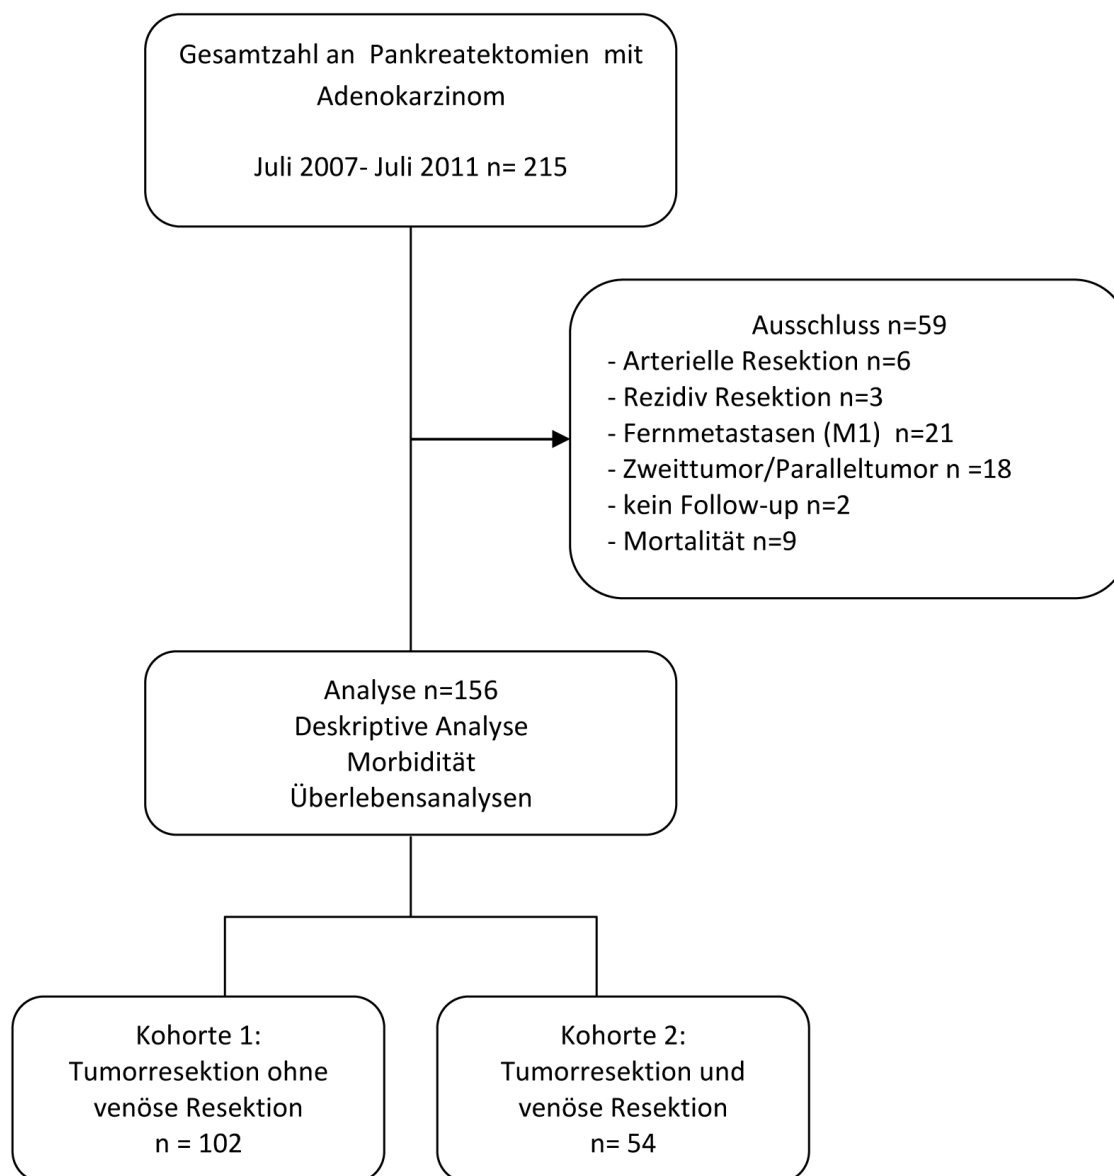 Gesamtzahl an  Pankreatektomien  mit
Adenokarzinom
Juli 2007- Juli 2011 n= 215
Ausschluss n=59
- Arterielle Resektion n=6
- Rezidiv Resektion n=3
- Fernmetastasen (M1)  n=21
- Zweittumor/Paralleltumor n =18
- kein Follow-up n=2
- Mortalität n=9
Analyse n=156
Deskriptive Analyse
Morbidität
Überlebensanalysen
Kohorte 1:
Tumorresektion ohne
venöse Resektion
n = 102
Kohorte 2:
Tumorresektion und
venöse Resektion
n= 54